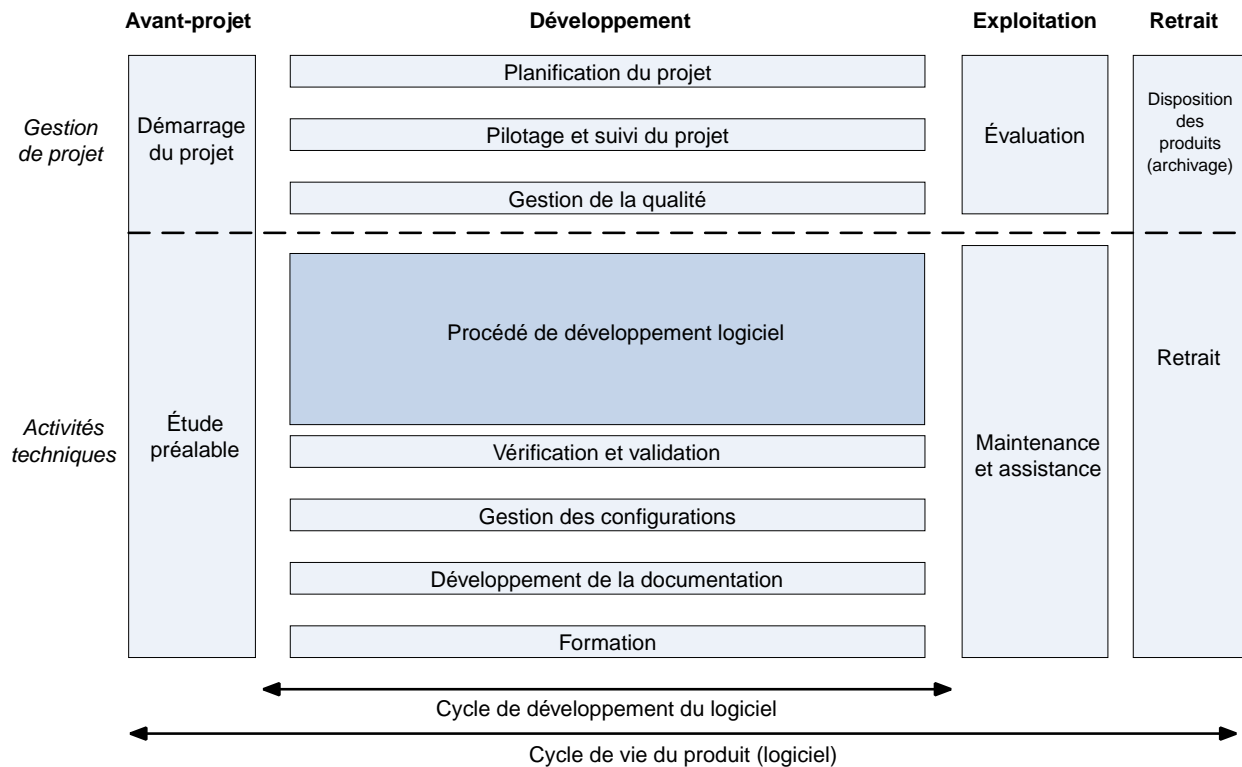 Avant-projet
Développement
Exploitation
Retrait
Gestion
de projet
Démarrage
du projet
Planification du projet
Pilotage et suivi du projet
Gestion de la qualité
Évaluation
Disposition
des
produits
(archivage)
Activités
techniques
Étude
préalable
Procédé de développement logiciel
Vérification et validation
Gestion des configurations
Développement de la documentation
Formation
Maintenance
et assistance
Retrait
Cycle de développement du logiciel
Cycle de vie du produit (logiciel)